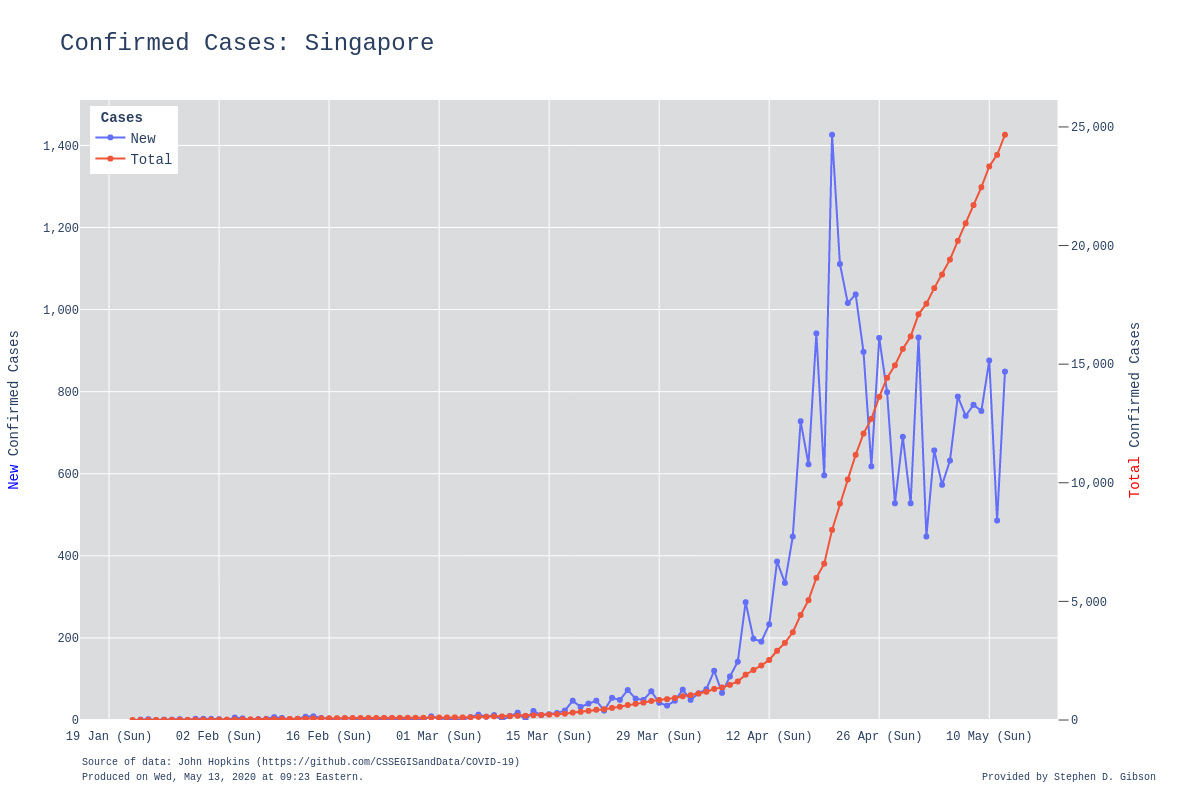 Confirmed Cases: Singapore
Cases
New
Total
1,400
1,200
1,000
800
600
400
200
0
New Confirmed Cases
25,000
20,000
15,000
10,000
5,000
0
Total Confirmed Cases
19 Jan (Sun)
02 Feb (Sun)
16 Feb (Sun)
01 Mar (Sun)
15 Mar (Sun)
29 Mar (Sun)
12 Apr (Sun)
26 Apr (Sun)
10 May (Sun)
Source of data: John Hopkins (https://github.com/CSSEGISandData/COVID-19)
Produced on Wed, May 13, 2020 at 09:23 Eastern.
Provided by Stephen D. Gibson